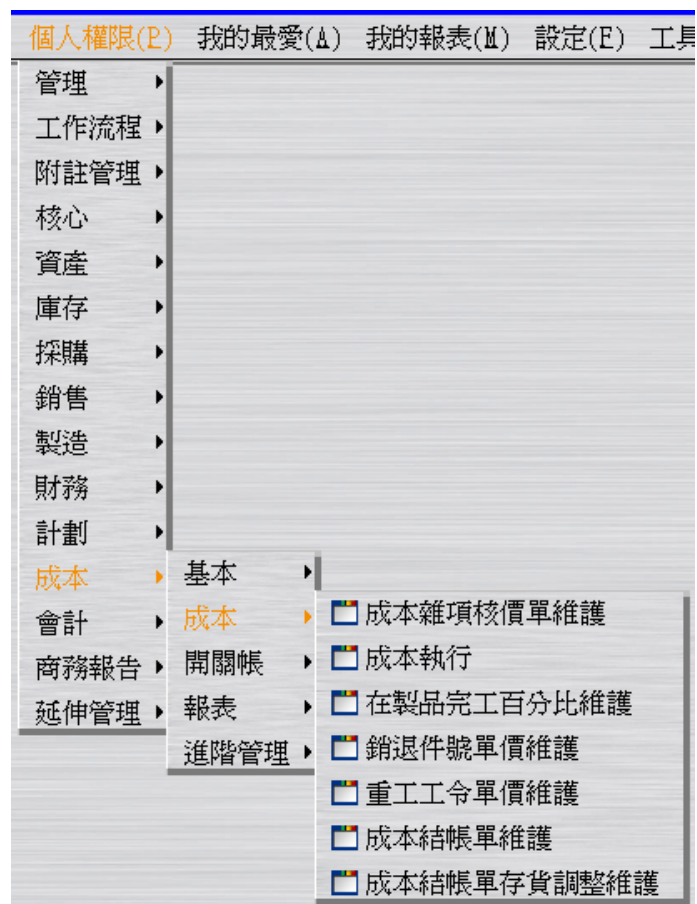 個人權限(P) 我的最愛(A) 我的報表(M) 設定(E) 工具
管理
工作流程
附註管理
核心
資產
庫存
採購
銷售
製造
財務
計劃
成本
會計
商務報告
延伸管理
基本
成本
開關帳
報表
進階管理
成本雜項核價單維護
成本執行
在製品完工百分比維護
銷退件號單價維護
重工工令單價維護
成本結帳單維護
成本結帳單存貨調整維護